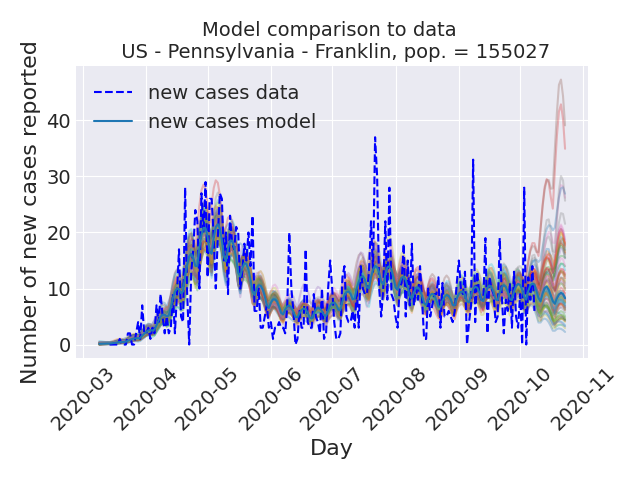 Model comparison to data
US - Pennsylvania - Franklin, pop. = 155027
Number of new cases reported
new cases data
new cases model
40
30
20
10
0
2020-03
2020-04
2020-05
2020-06
2020-07
2020-08
2020-09
2020-10
2020-11
Day